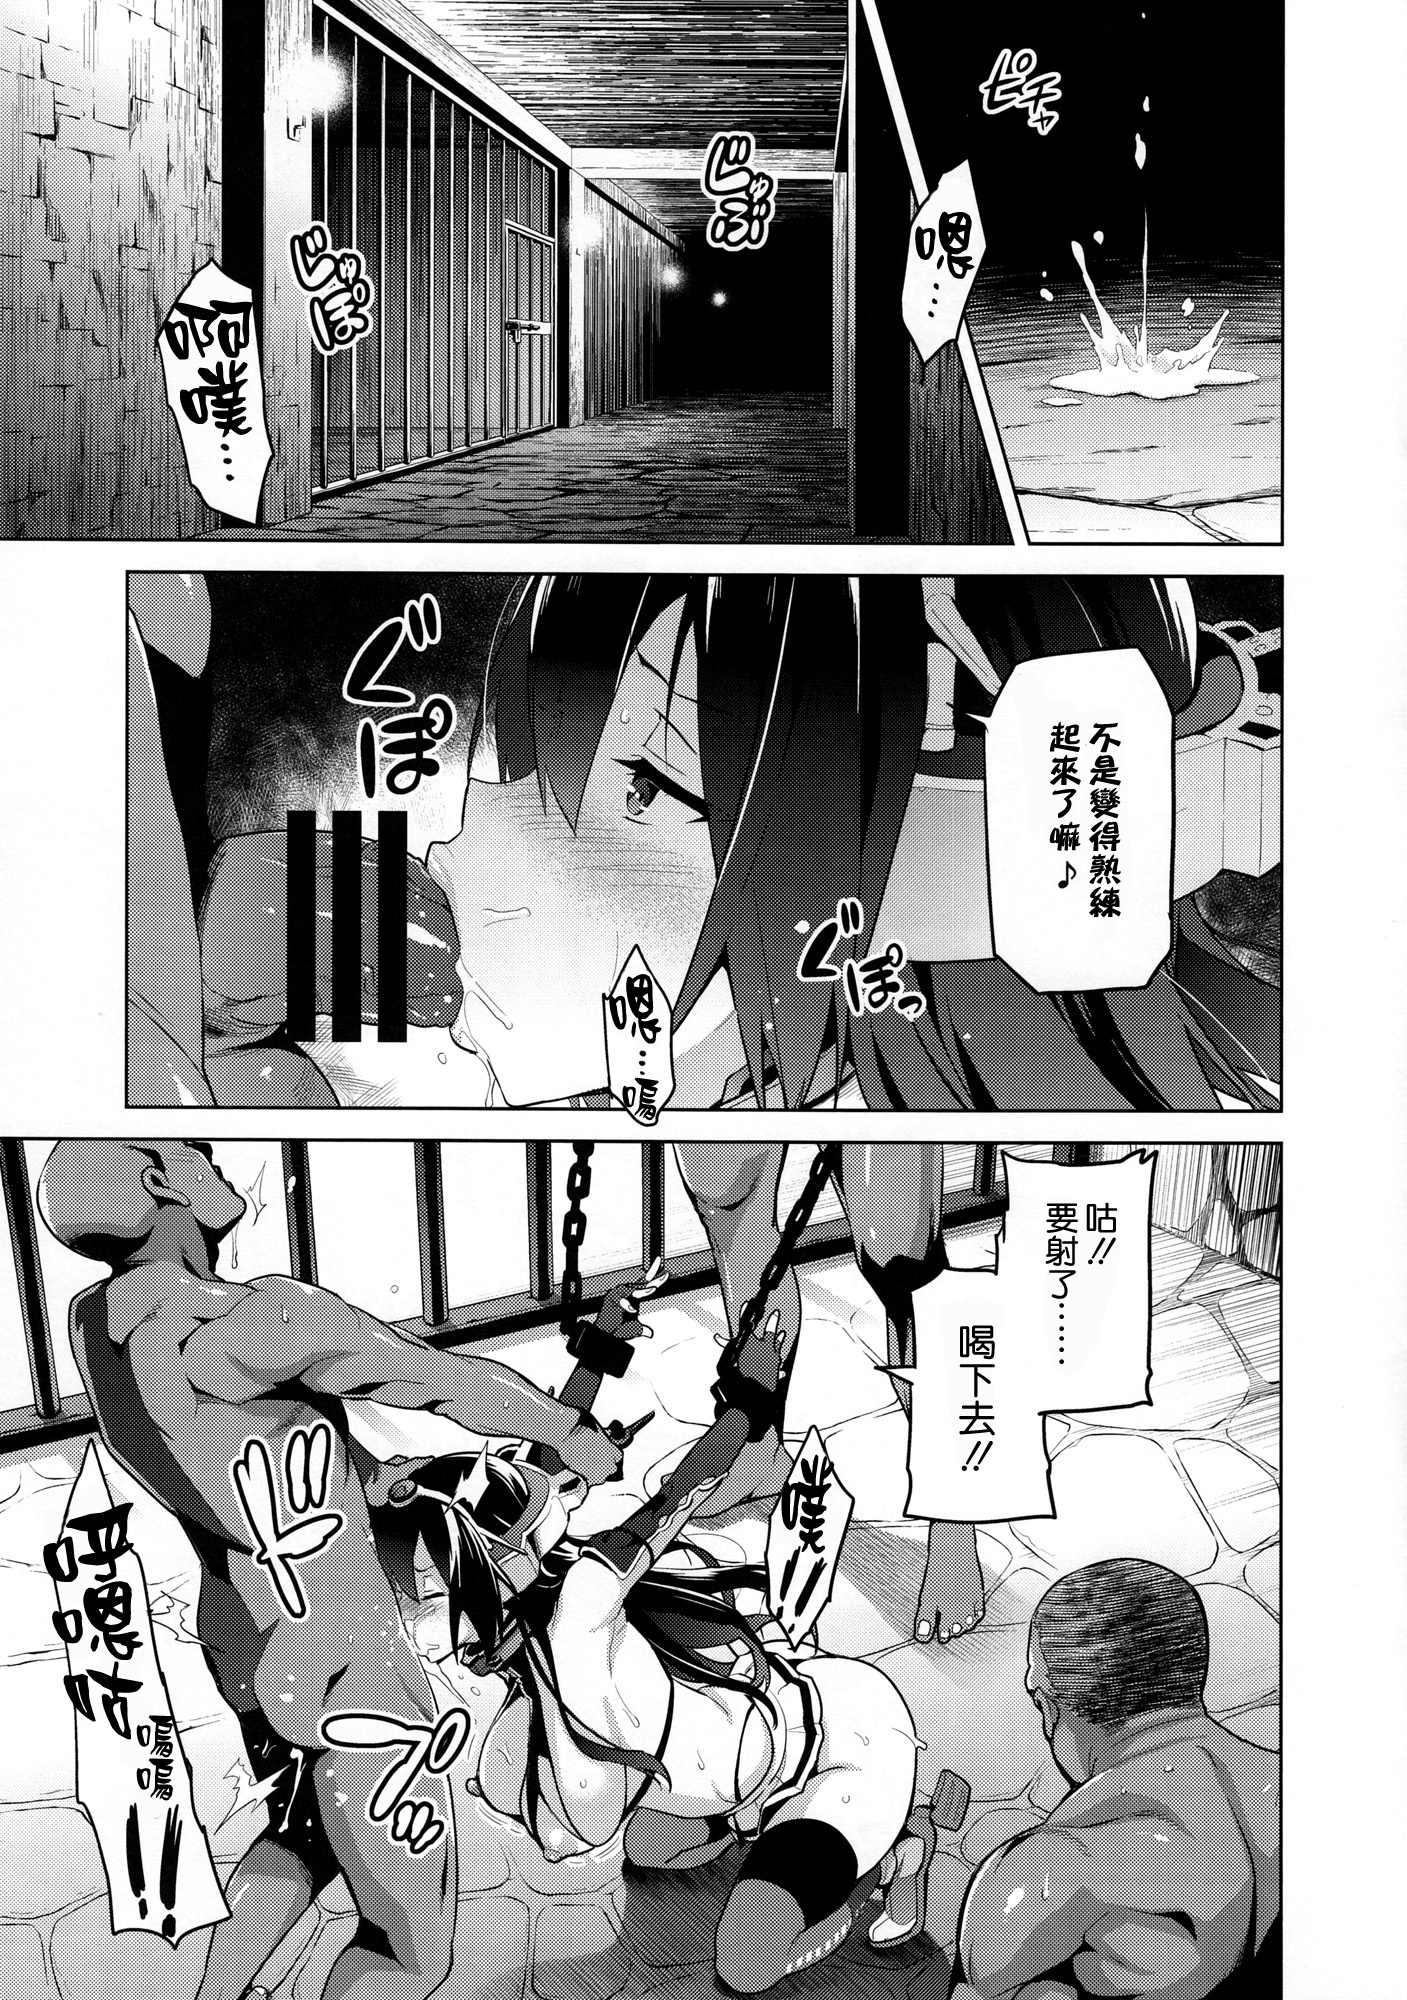 ピチャ
嗯…
じゅぶ
じゅぽ
啊噗…
不是變得熟練
起來了嘛♪
ぐぽ
ぐぽっ
嗯…嗚
咕!!
要射了……
喝下去!!
噗!!
ドピュ
呼嗯咕嗚嗚!!